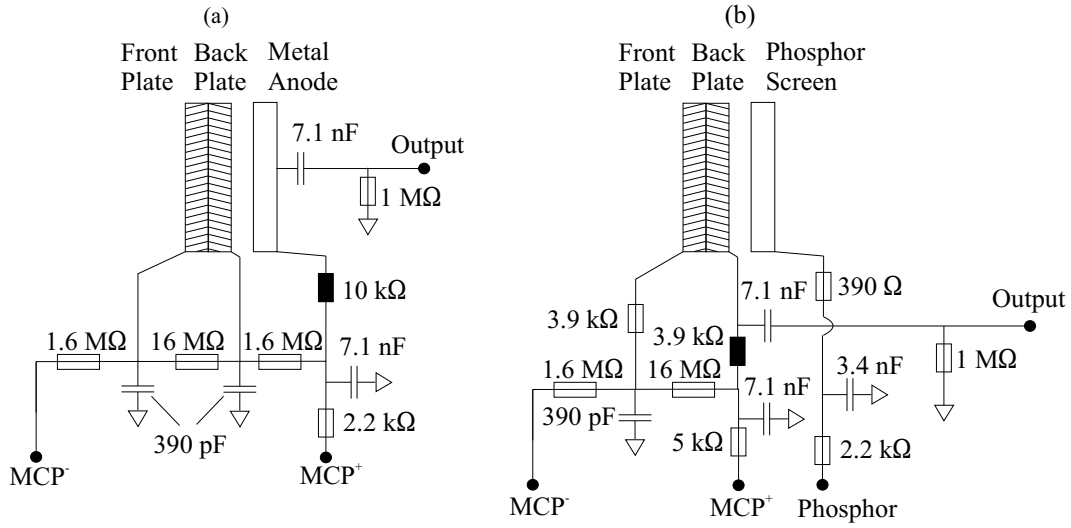 (a)
Front Back Metal
Plate Plate Anode
7.1 nF
Output
1 MΩ
10 kΩ
1.6 MΩ 16 MΩ 1.6 MΩ 7.1 nF
390 pF
2.2 kΩ
MCP⁻
MCP⁺
(b)
Front Back Phosphor
Plate Plate Screen
390 Ω
7.1 nF
Output
3.9 kΩ
3.9 kΩ
1 MΩ
1.6 MΩ 16 MΩ 7.1 nF 3.4 nF
390 pF
5 kΩ 2.2 kΩ
MCP⁻ MCP⁺ Phosphor